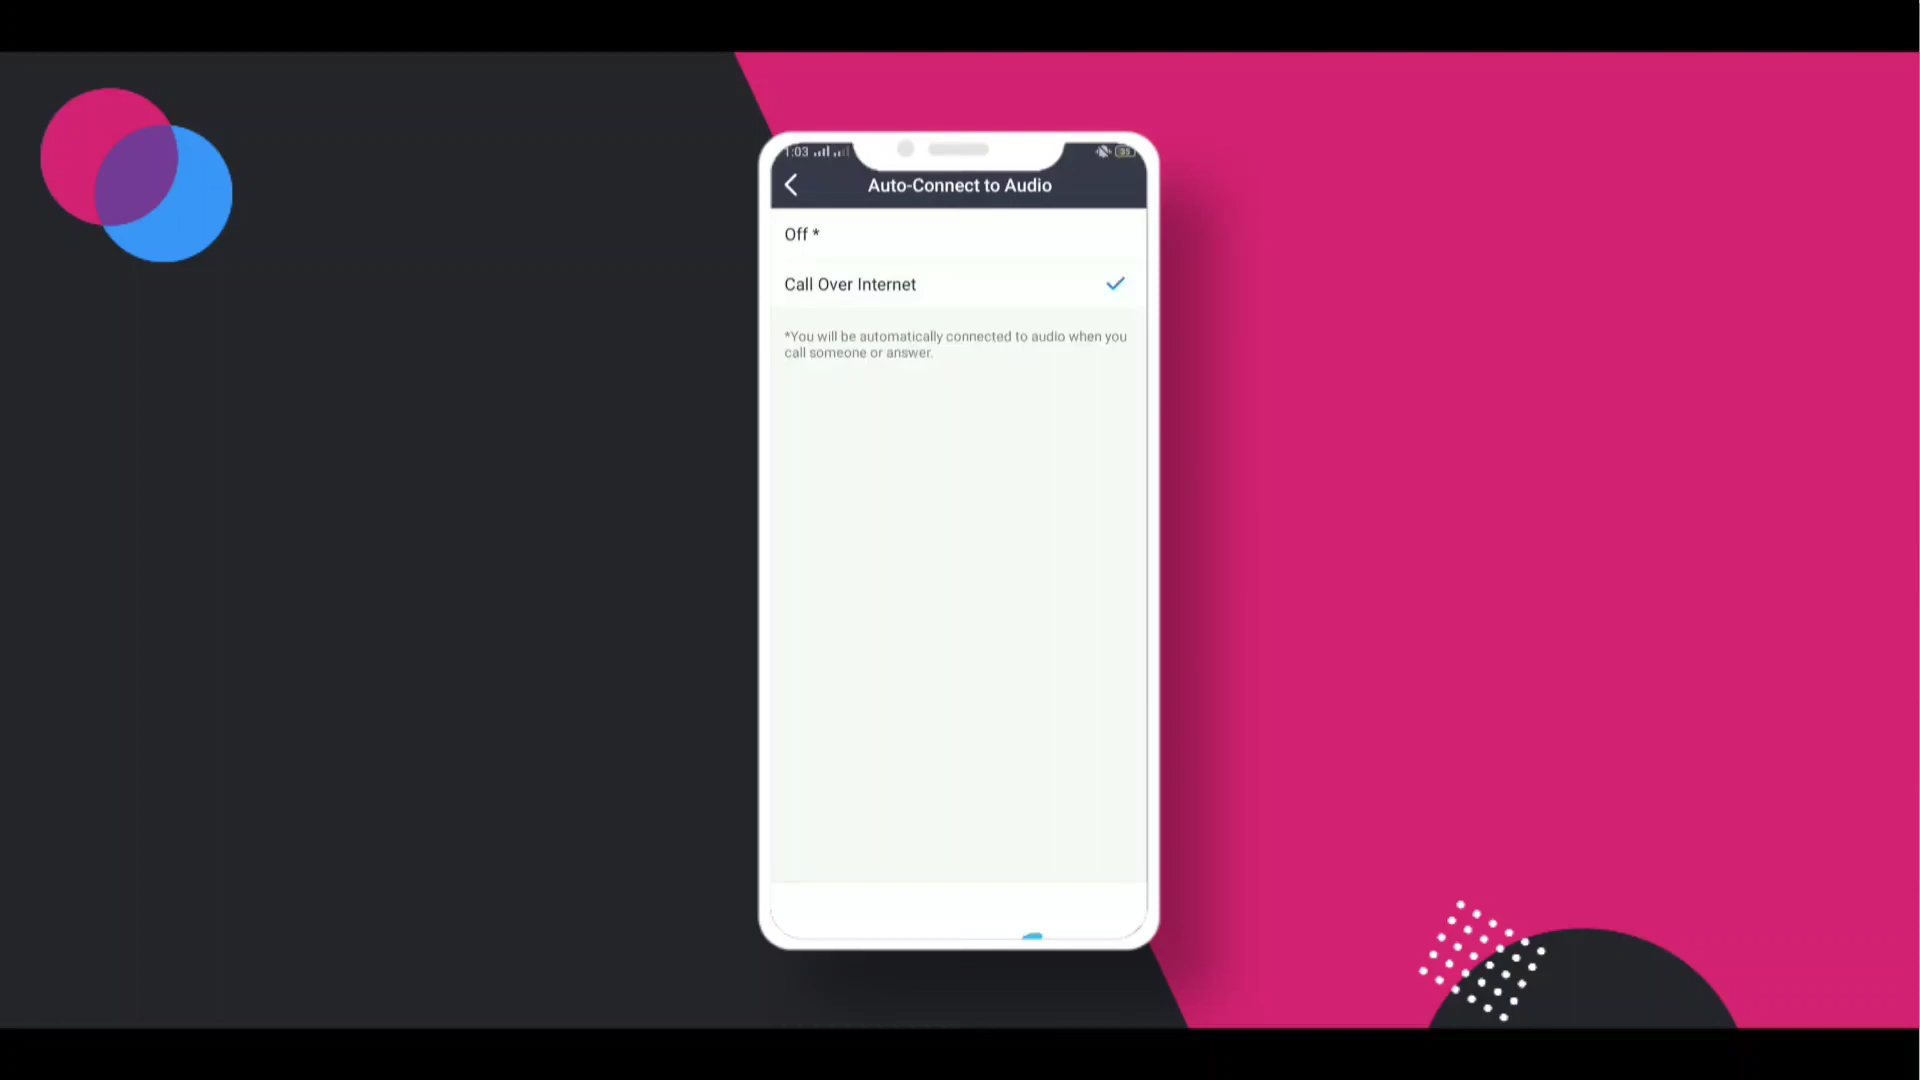 1:03
35
Auto-Connect to Audio
Off *
Call Over Internet
*You will be automatically connected to audio when you
call someone or answer.